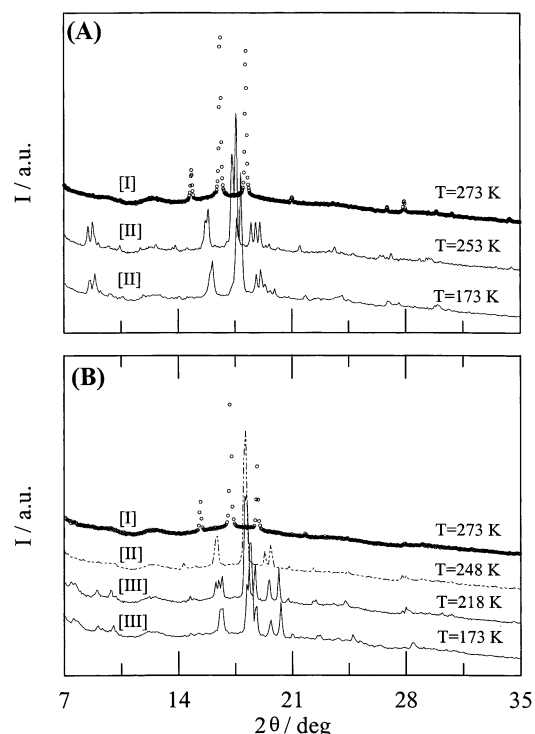 (A)
I / a.u.
[I]
T=273 K
[II]
T=253 K
[II]
T=173 K
(B)
I / a.u.
[I]
T=273 K
[II]
T=248 K
[III]
T=218 K
[III]
T=173 K
7 14 21 28 35
2θ / deg